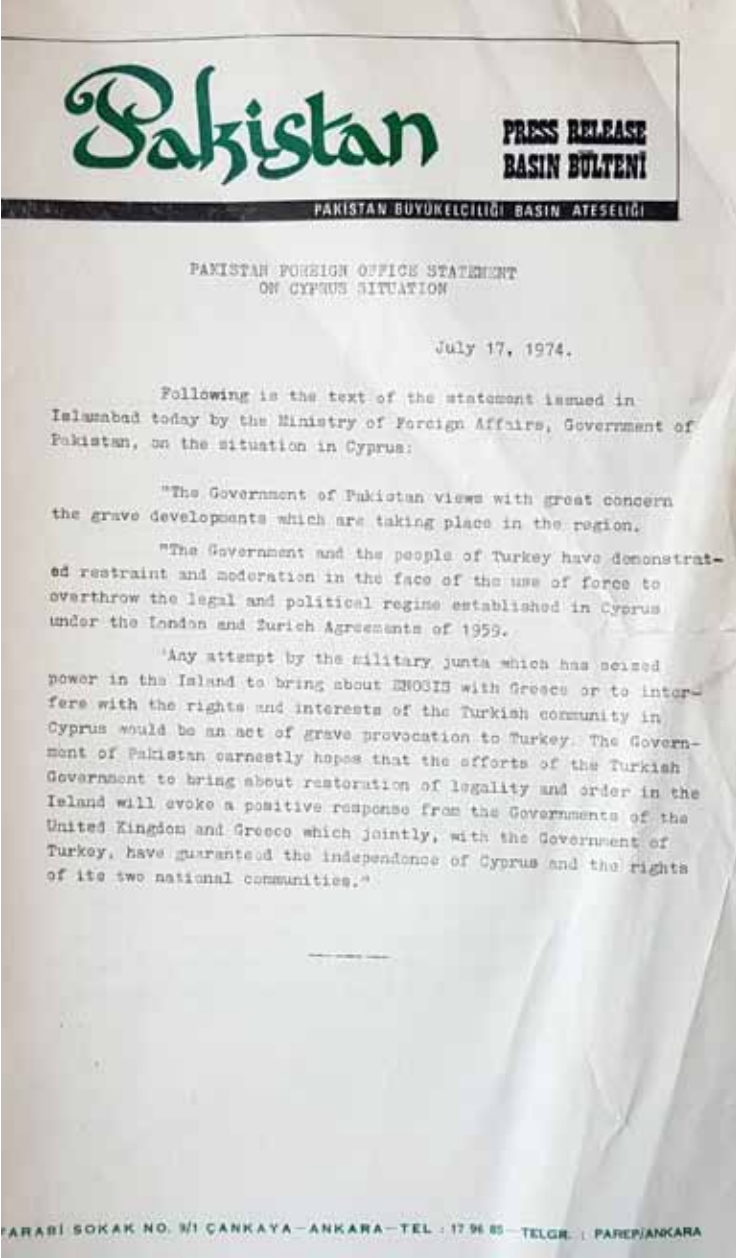 Pakistan
PRESS RELEASE
BASIN BÜLTENİ
PAKİSTAN BÜYÜKELÇİLİĞİ BASIN ATEŞELİĞİ
PAKISTAN FOREIGN OFFICE STATEMENT
ON CYPRUS SITUATION
July 17, 1974.
Following is the text of the statement issued in
Islamabad today by the Ministry of Foreign Affairs, Government of
Pakistan, on the situation in Cyprus:
"The Government of Pakistan views with great concern
the grave developments which are taking place in the region.
"The Government and the people of Turkey have demonstrat-
ed restraint and moderation in the face of the use of force to
overthrow the legal and political regime established in Cyprus
under the London and Zurich Agreements of 1959.
'Any attempt by the military junta which has seized
power in the Island to bring about ENOSIS with Greece or to inter-
fere with the rights and interests of the Turkish community in
Cyprus would be an act of grave provocation to Turkey. The Govern-
ment of Pakistan earnestly hopes that the efforts of the Turkish
Government to bring about restoration of legality and order in the
Island will evoke a positive response from the Governments of the
United Kingdom and Greece which jointly, with the Government of
Turkey, have guaranteed the independence of Cyprus and the rights
of its two national communities."
ARABİ SOKAK NO. 9/1 ÇANKAYA-ANKARA-TEL : 17 96 85-TELGR. : PAREP/ANKARA